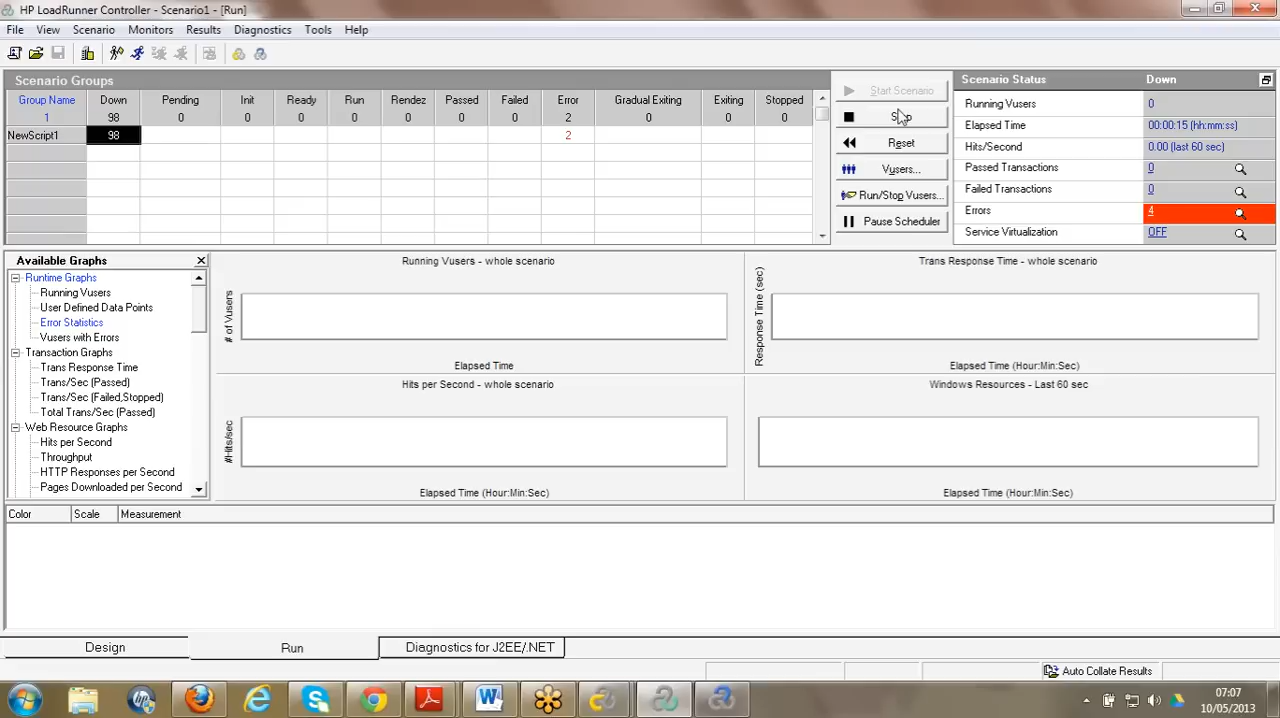 HP LoadRunner Controller - Scenario1 - [Run]
File View Scenario Monitors Results Diagnostics Tools Help
Scenario Groups
Group Name Down Pending Init Ready Run Rendez Passed Failed Error Gradual Exiting Exiting Stopped
1 98 0 0 0 0 0 0 0 2 0 0 0
NewScript1 98 2
Start Scenario
Stop
Reset
Vusers...
Run/Stop Vusers...
Pause Scheduler
Scenario Status Down
Running Vusers 0
Elapsed Time 00:00:15 (hh:mm:ss)
Hits/Second 0.00 (last 60 sec)
Passed Transactions 0
Failed Transactions 0
Errors 4
Service Virtualization OFF
Available Graphs
Runtime Graphs
Running Vusers
User Defined Data Points
Error Statistics
Vusers with Errors
Transaction Graphs
Trans Response Time
Trans/Sec (Passed)
Trans/Sec (Failed,Stopped)
Total Trans/Sec (Passed)
Web Resource Graphs
Hits per Second
Throughput
HTTP Responses per Second
Pages Downloaded per Second
Running Vusers - whole scenario
# of Vusers
Elapsed Time
Trans Response Time - whole scenario
Response Time (sec)
Elapsed Time (Hour:Min:Sec)
Hits per Second - whole scenario
#Hits/sec
Elapsed Time (Hour:Min:Sec)
Windows Resources - Last 60 sec
Elapsed Time (Hour:Min:Sec)
Color Scale Measurement
Design Run Diagnostics for J2EE/.NET
Auto Collate Results
07:07
10/05/2013